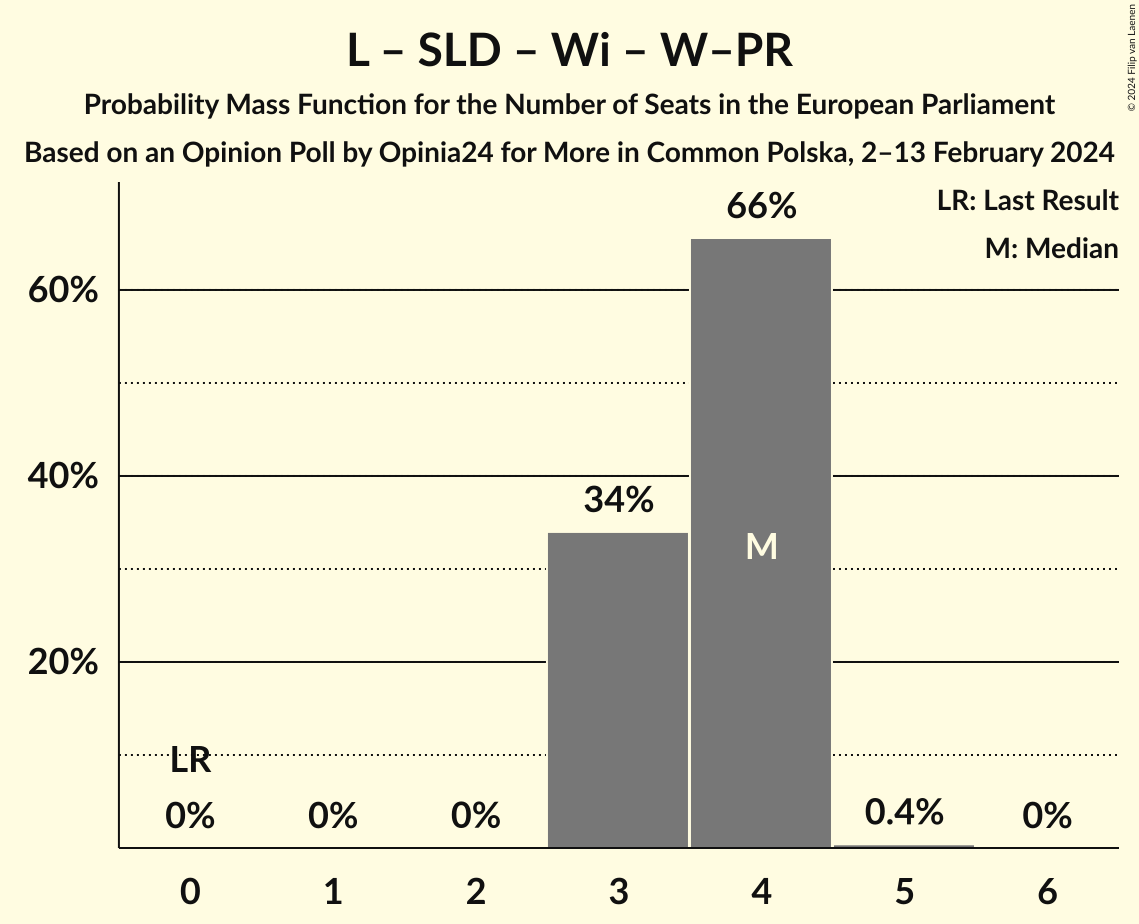 L – SLD – Wi – W–PR
Probability Mass Function for the Number of Seats in the European Parliament
Based on an Opinion Poll by Opinia24 for More in Common Polska, 2–13 February 2024
© 2024 Filip van Laenen
LR: Last Result
M: Median
66%
60%
40%
34%
M
20%
LR
0% 0% 0% 0.4% 0%
0 1 2 3 4 5 6